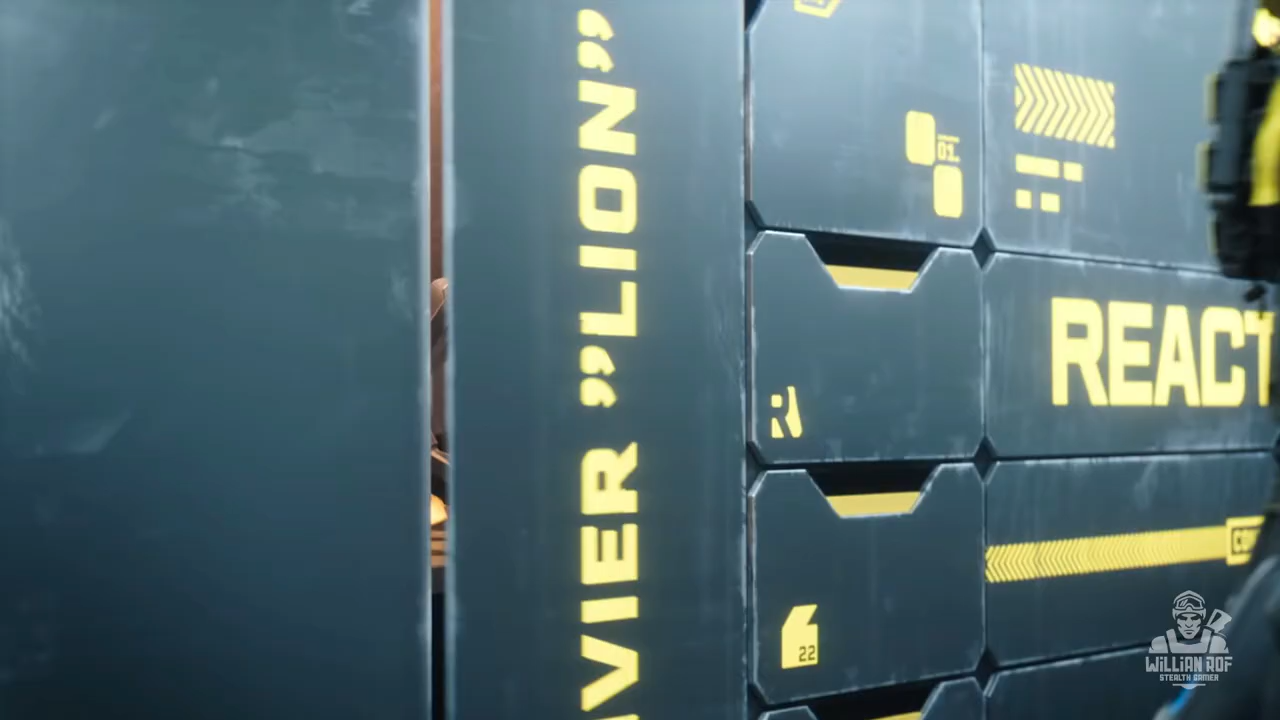 VIER ”LION”
01.
REACT
R
22
WiLLIAN ROF
STEALTH GAMER